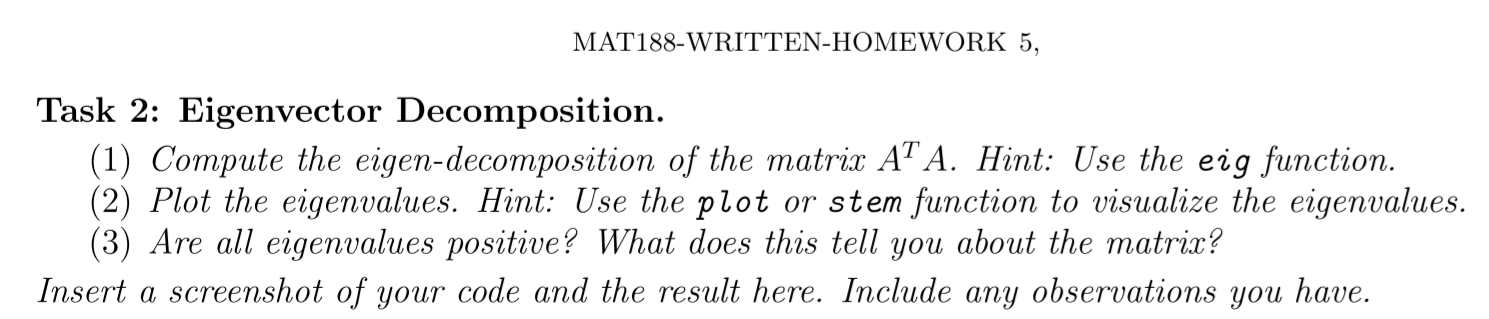 MAT188-WRITTEN-HOMEWORK 5,
Task 2: Eigenvector Decomposition.
(1) Compute the eigen-decomposition of the matrix AᵀA. Hint: Use the eig function.
(2) Plot the eigenvalues. Hint: Use the plot or stem function to visualize the eigenvalues.
(3) Are all eigenvalues positive? What does this tell you about the matrix?
Insert a screenshot of your code and the result here. Include any observations you have.